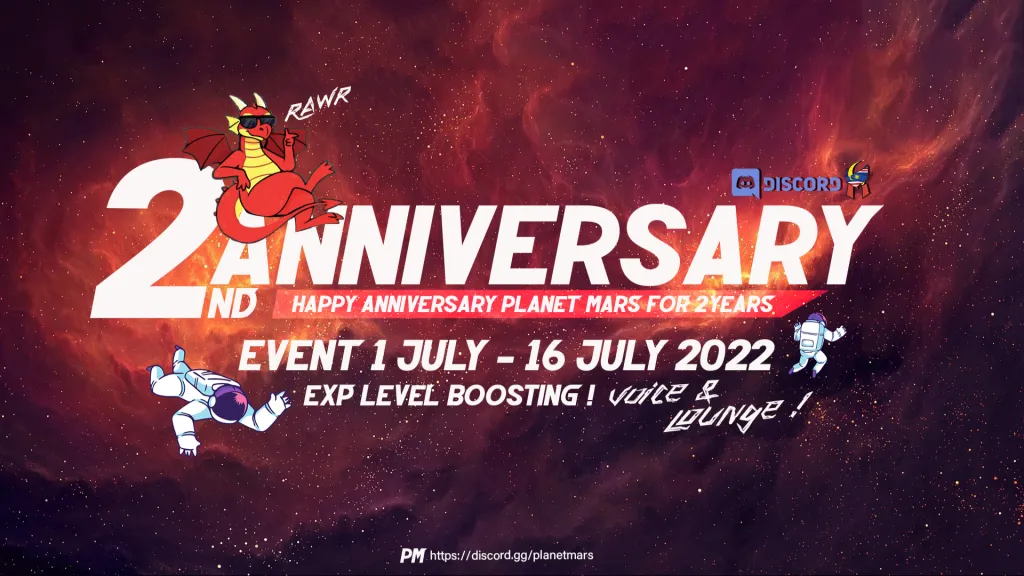 RAWR
DISCORD
2ND ANNIVERSARY
HAPPY ANNIVERSARY PLANET MARS FOR 2YEARS.
EVENT 1 JULY - 16 JULY 2022
EXP LEVEL BOOSTING ! VOICE &
LOUNGE !
PM https://discord.gg/planetmars